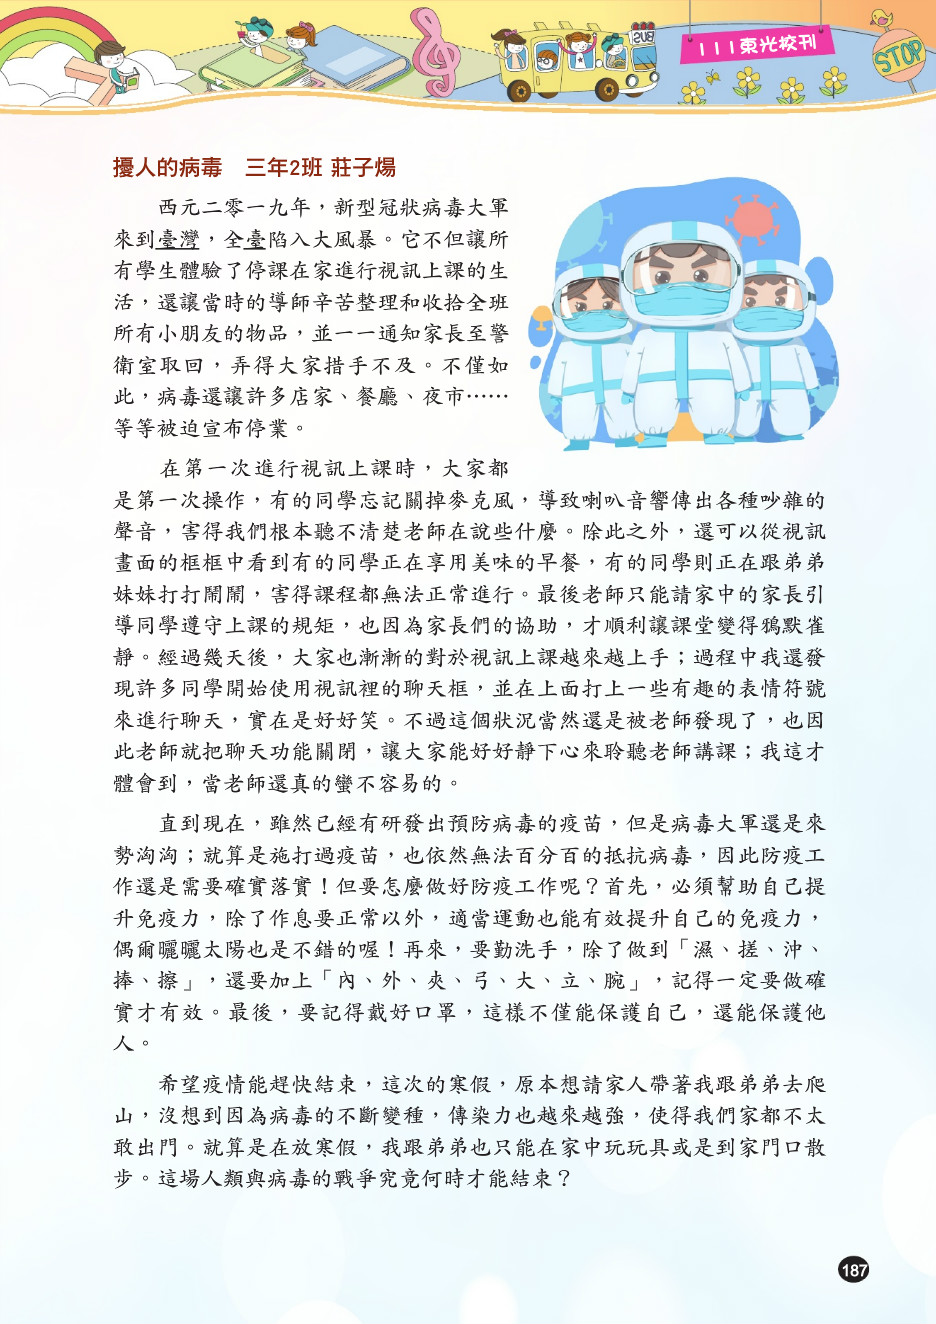 111東光校刊
STOP
擾人的病毒　三年2班 莊子煬
西元二零一九年，新型冠狀病毒大軍
來到臺灣，全臺陷入大風暴。它不但讓所
有學生體驗了停課在家進行視訊上課的生
活，還讓當時的導師辛苦整理和收拾全班
所有小朋友的物品，並一一通知家長至警
衛室取回，弄得大家措手不及。不僅如
此，病毒還讓許多店家、餐廳、夜市……
等等被迫宣布停業。
在第一次進行視訊上課時，大家都
是第一次操作，有的同學忘記關掉麥克風，導致喇叭音響傳出各種吵雜的
聲音，害得我們根本聽不清楚老師在說些什麼。除此之外，還可以從視訊
畫面的框框中看到有的同學正在享用美味的早餐，有的同學則正在跟弟弟
妹妹打打鬧鬧，害得課程都無法正常進行。最後老師只能請家中的家長引
導同學遵守上課的規矩，也因為家長們的協助，才順利讓課堂變得鴉默雀
靜。經過幾天後，大家也漸漸的對於視訊上課越來越上手；過程中我還發
現許多同學開始使用視訊裡的聊天框，並在上面打上一些有趣的表情符號
來進行聊天，實在是好好笑。不過這個狀況當然還是被老師發現了，也因
此老師就把聊天功能關閉，讓大家能好好靜下心來聆聽老師講課；我這才
體會到，當老師還真的蠻不容易的。
直到現在，雖然已經有研發出預防病毒的疫苗，但是病毒大軍還是來
勢洶洶；就算是施打過疫苗，也依然無法百分百的抵抗病毒，因此防疫工
作還是需要確實落實！但要怎麼做好防疫工作呢？首先，必須幫助自己提
升免疫力，除了作息要正常以外，適當運動也能有效提升自己的免疫力，
偶爾曬曬太陽也是不錯的喔！再來，要勤洗手，除了做到「濕、搓、沖、
捧、擦」，還要加上「內、外、夾、弓、大、立、腕」，記得一定要做確
實才有效。最後，要記得戴好口罩，這樣不僅能保護自己，還能保護他
人。
希望疫情能趕快結束，這次的寒假，原本想請家人帶著我跟弟弟去爬
山，沒想到因為病毒的不斷變種，傳染力也越來越強，使得我們家都不太
敢出門。就算是在放寒假，我跟弟弟也只能在家中玩玩具或是到家門口散
步。這場人類與病毒的戰爭究竟何時才能結束？
187